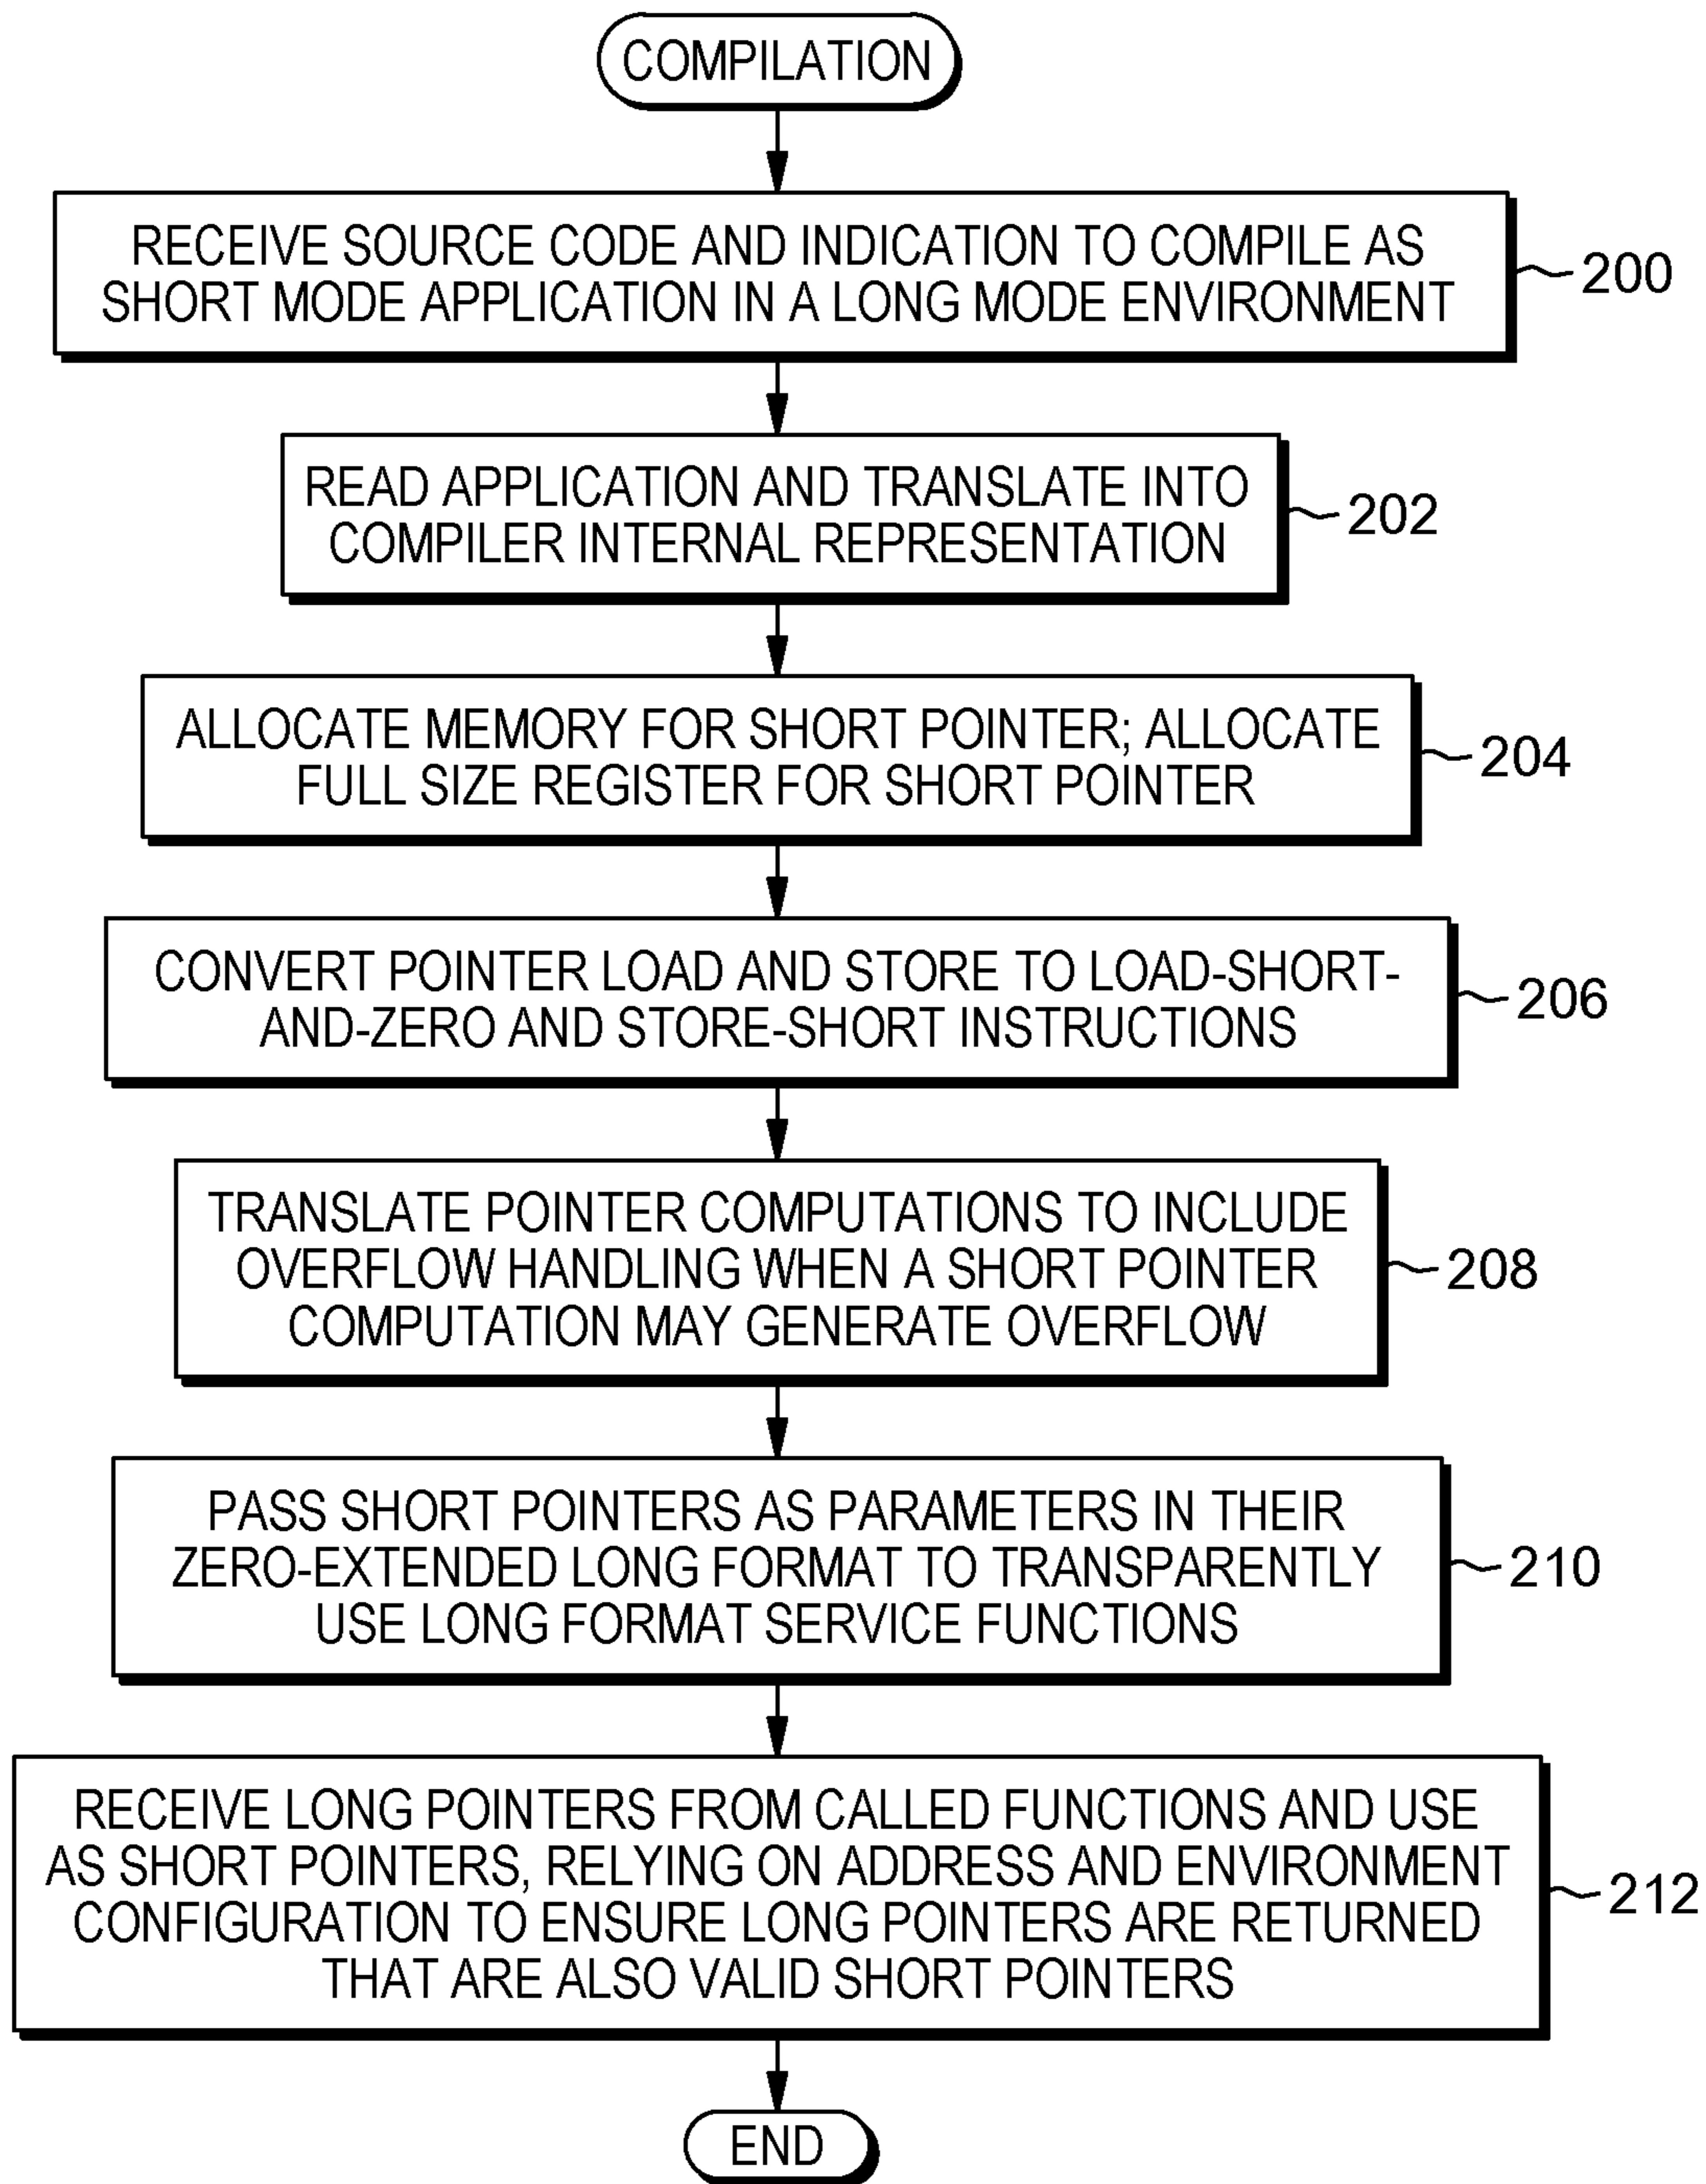 COMPILATION
RECEIVE SOURCE CODE AND INDICATION TO COMPILE AS
SHORT MODE APPLICATION IN A LONG MODE ENVIRONMENT
200
READ APPLICATION AND TRANSLATE INTO
COMPILER INTERNAL REPRESENTATION
202
ALLOCATE MEMORY FOR SHORT POINTER; ALLOCATE
FULL SIZE REGISTER FOR SHORT POINTER
204
CONVERT POINTER LOAD AND STORE TO LOAD-SHORT-
AND-ZERO AND STORE-SHORT INSTRUCTIONS
206
TRANSLATE POINTER COMPUTATIONS TO INCLUDE
OVERFLOW HANDLING WHEN A SHORT POINTER
COMPUTATION MAY GENERATE OVERFLOW
208
PASS SHORT POINTERS AS PARAMETERS IN THEIR
ZERO-EXTENDED LONG FORMAT TO TRANSPARENTLY
USE LONG FORMAT SERVICE FUNCTIONS
210
RECEIVE LONG POINTERS FROM CALLED FUNCTIONS AND USE
AS SHORT POINTERS, RELYING ON ADDRESS AND ENVIRONMENT
CONFIGURATION TO ENSURE LONG POINTERS ARE RETURNED
THAT ARE ALSO VALID SHORT POINTERS
212
END